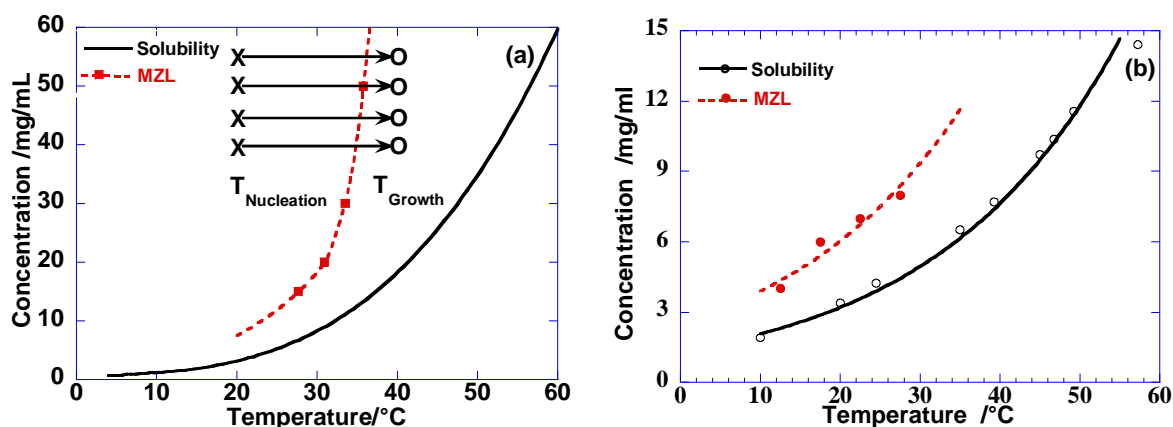 60
50
40
30
20
10
0
Concentration /mg/mL
Solubility
MZL
(a)
X O
X O
X O
X O
T Nucleation
T Growth
0 10 20 30 40 50 60
Temperature/°C
15
12
9
6
3
0
Concentration /mg/ml
Solubility
MZL
(b)
0 10 20 30 40 50 60
Temperature /°C